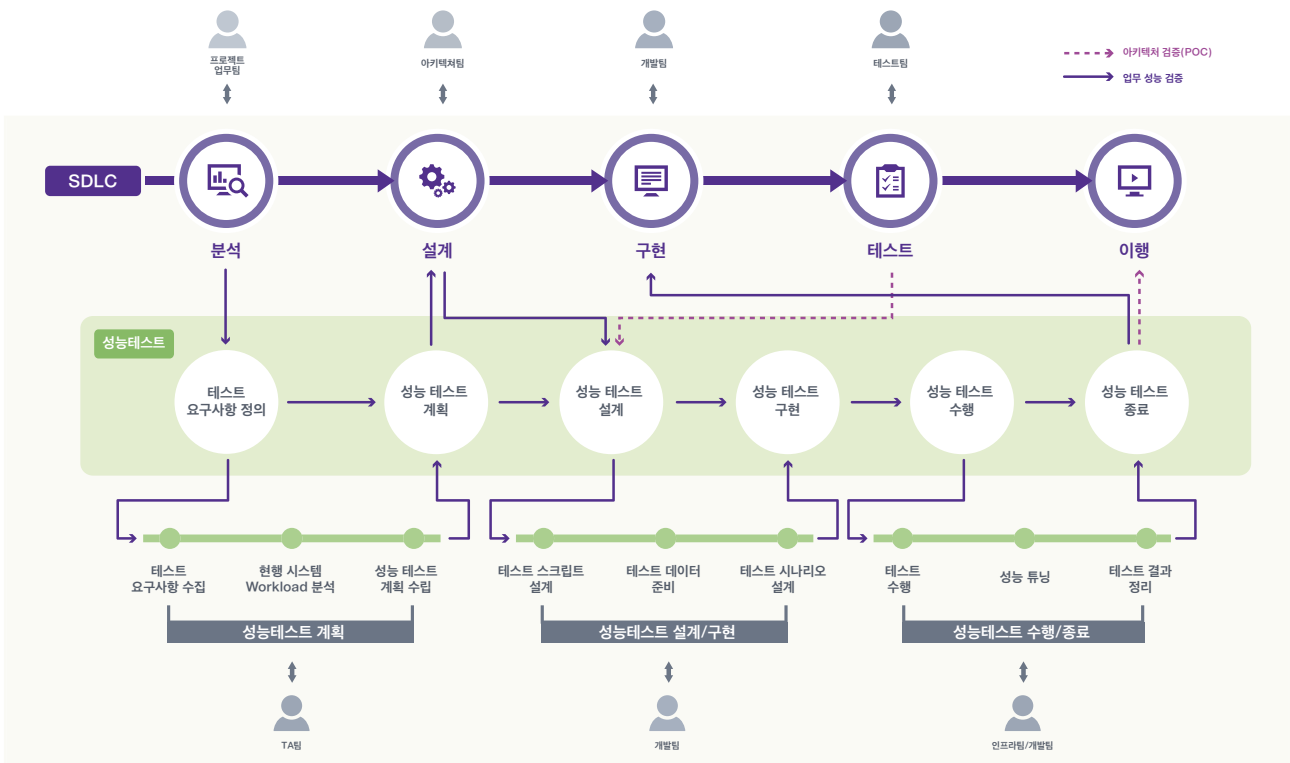 프로젝트
업무팀
아키텍쳐팀
개발팀
테스트팀
아키텍처 검증(POC)
업무 성능 검증
SDLC
분석
설계
구현
테스트
이행
성능테스트
테스트
요구사항 정의
성능 테스트
계획
성능 테스트
설계
성능 테스트
구현
성능 테스트
수행
성능 테스트
종료
테스트
요구사항 수집
현행 시스템
Workload 분석
성능 테스트
계획 수립
테스트 스크립트
설계
테스트 데이터
준비
테스트 시나리오
설계
테스트
수행
성능 튜닝
테스트 결과
정리
성능테스트 계획
성능테스트 설계/구현
성능테스트 수행/종료
TA팀
개발팀
인프라팀/개발팀